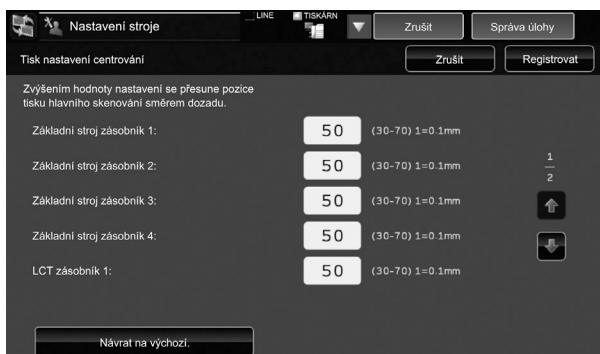 Nastavení stroje
LINE
TISKÁRN
Zrušit
Správa úlohy
Tisk nastavení centrování
Zrušit
Registrovat
Zvýšením hodnoty nastavení se přesune pozice
tisku hlavního skenování směrem dozadu.
Základní stroj zásobník 1: 50 (30-70) 1=0.1mm
Základní stroj zásobník 2: 50 (30-70) 1=0.1mm
Základní stroj zásobník 3: 50 (30-70) 1=0.1mm
Základní stroj zásobník 4: 50 (30-70) 1=0.1mm
LCT zásobník 1: 50 (30-70) 1=0.1mm
1
2
Návrat na výchozí.